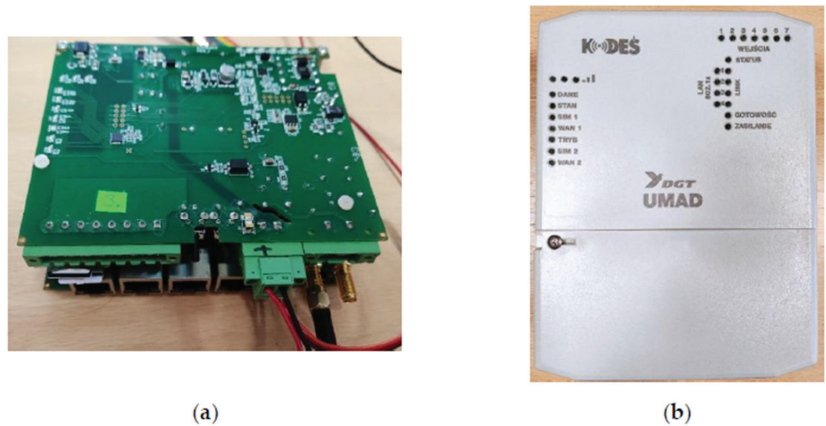 3.
+
KODEŚ
1 2 3 4 5 6 7
WEJŚCIA
STATUS
LAN
802.1x
LINK
DANE
STAN
SIM 1
WAN 1
TRYB
SIM 2
WAN 2
GOTOWOŚĆ
ZASILANIE
DGT
UMAD
(a)
(b)